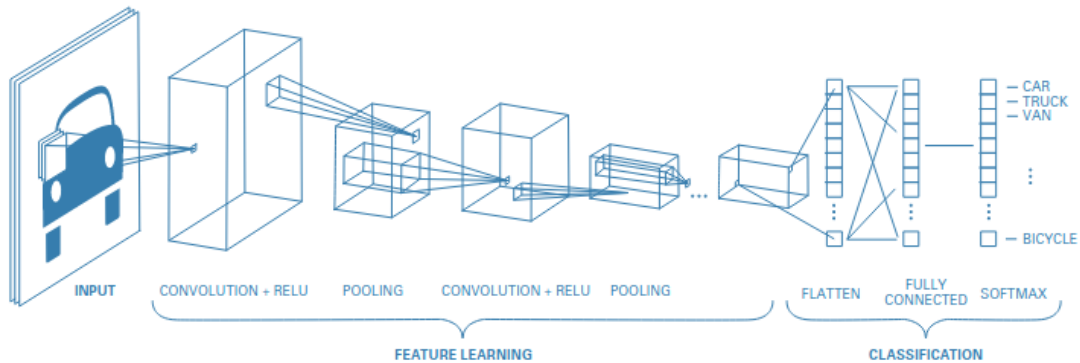 CAR
TRUCK
VAN
BICYCLE
INPUT
CONVOLUTION + RELU
POOLING
CONVOLUTION + RELU
POOLING
FLATTEN
FULLY
CONNECTED
SOFTMAX
FEATURE LEARNING
CLASSIFICATION